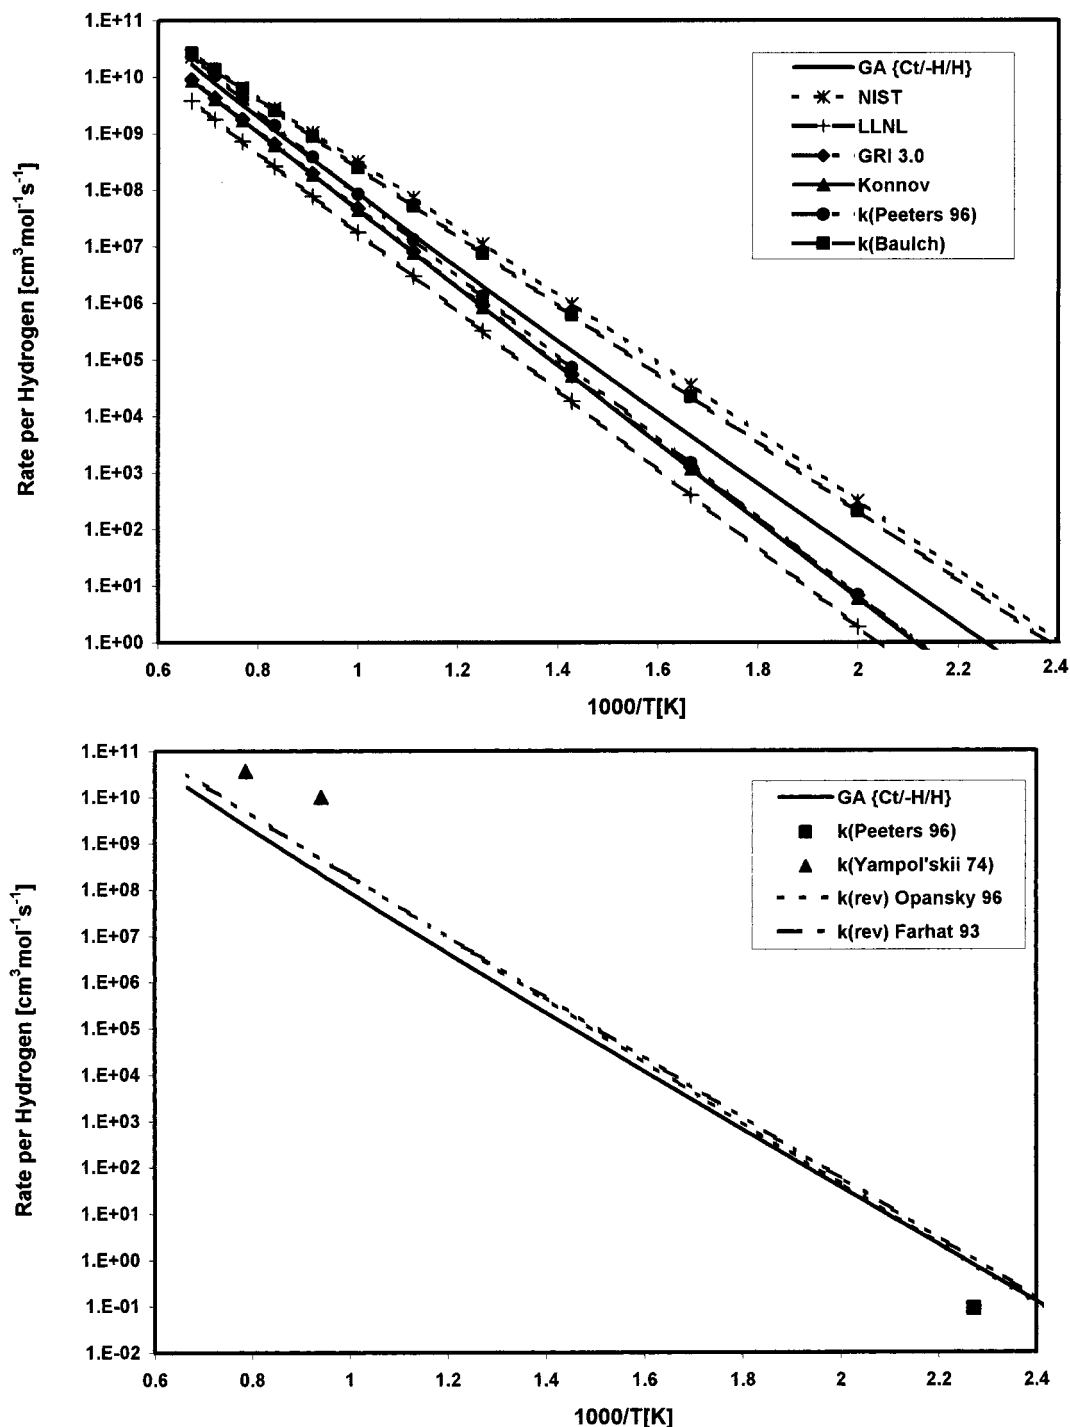 1.E+11
1.E+10
1.E+09
1.E+08
1.E+07
1.E+06
1.E+05
1.E+04
1.E+03
1.E+02
1.E+01
1.E+00
Rate per Hydrogen [cm³mol⁻¹s⁻¹]
GA {Ct/-H/H}
NIST
LLNL
GRI 3.0
Konnov
k(Peeters 96)
k(Baulch)
0.6 0.8 1 1.2 1.4 1.6 1.8 2 2.2 2.4
1000/T[K]
1.E+11
1.E+10
1.E+09
1.E+08
1.E+07
1.E+06
1.E+05
1.E+04
1.E+03
1.E+02
1.E+01
1.E+00
1.E-01
1.E-02
Rate per Hydrogen [cm³mol⁻¹s⁻¹]
GA {Ct/-H/H}
k(Peeters 96)
k(Yampol'skii 74)
k(rev) Opansky 96
k(rev) Farhat 93
0.6 0.8 1 1.2 1.4 1.6 1.8 2 2.2 2.4
1000/T[K]